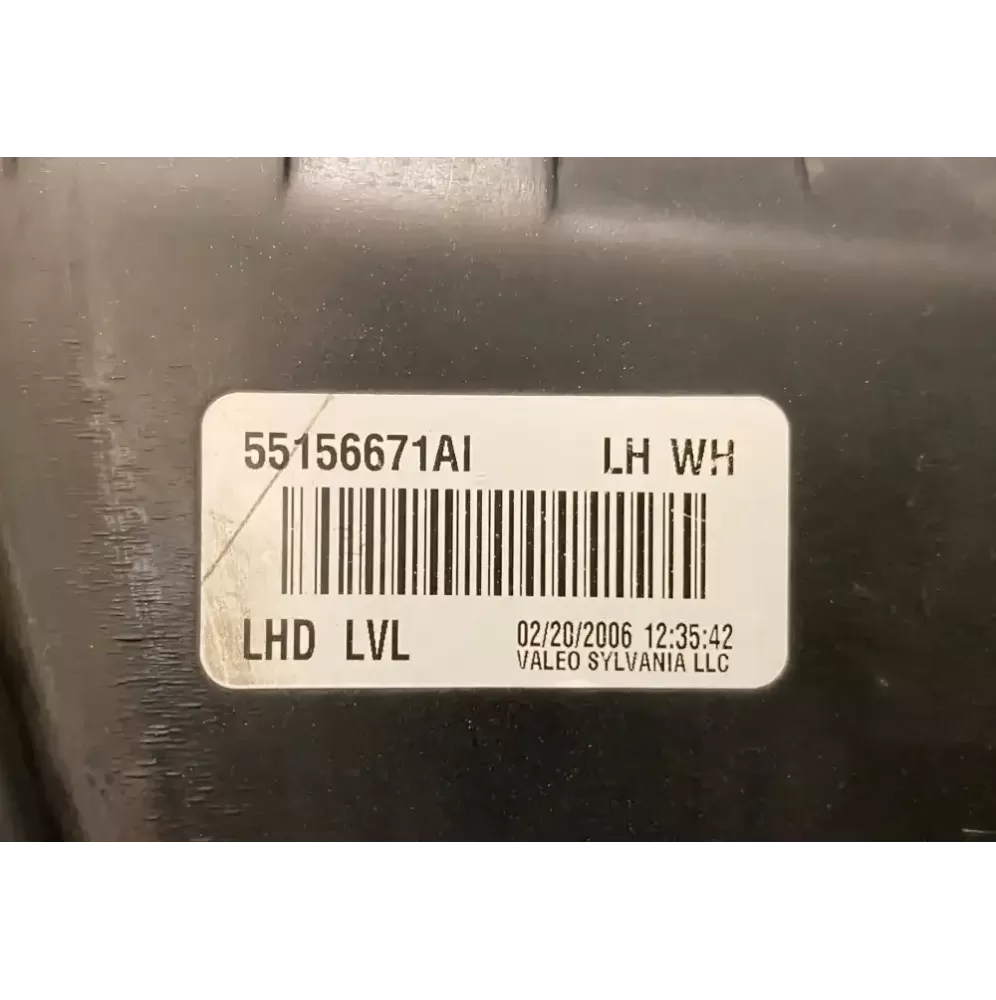 55156671AI LH WH
LHD LVL
02/20/2006 12:35:42
VALEO SYLVANIA LLC